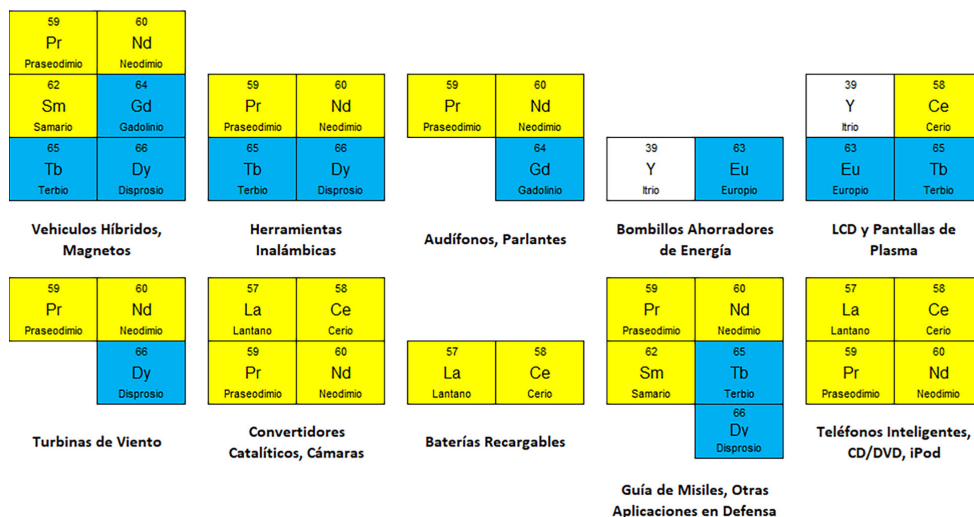 59
Pr
Praseodimio
60
Nd
Neodimio
62
Sm
Samario
64
Gd
Gadolinio
65
Tb
Terbio
66
Dy
Disprosio
Vehiculos Híbridos,
Magnetos
59
Pr
Praseodimio
60
Nd
Neodimio
65
Tb
Terbio
66
Dy
Disprosio
Herramientas
Inalámbicas
59
Pr
Praseodimio
60
Nd
Neodimio
64
Gd
Gadolinio
Audífonos, Parlantes
39
Y
Itrio
63
Eu
Europio
Bombillos Ahorradores
de Energía
39
Y
Itrio
58
Ce
Cerio
63
Eu
Europio
65
Tb
Terbio
LCD y Pantallas de
Plasma
59
Pr
Praseodimio
60
Nd
Neodimio
66
Dy
Disprosio
Turbinas de Viento
57
La
Lantano
58
Ce
Cerio
59
Pr
Praseodimio
60
Nd
Neodimio
Convertidores
Catalíticos, Cámaras
57
La
Lantano
58
Ce
Cerio
Baterías Recargables
59
Pr
Praseodimio
60
Nd
Neodimio
62
Sm
Samario
65
Tb
Terbio
66
Dy
Disprosio
Guía de Misiles, Otras
Aplicaciones en Defensa
57
La
Lantano
58
Ce
Cerio
59
Pr
Praseodimio
60
Nd
Neodimio
Teléfonos Inteligentes,
CD/DVD, iPod